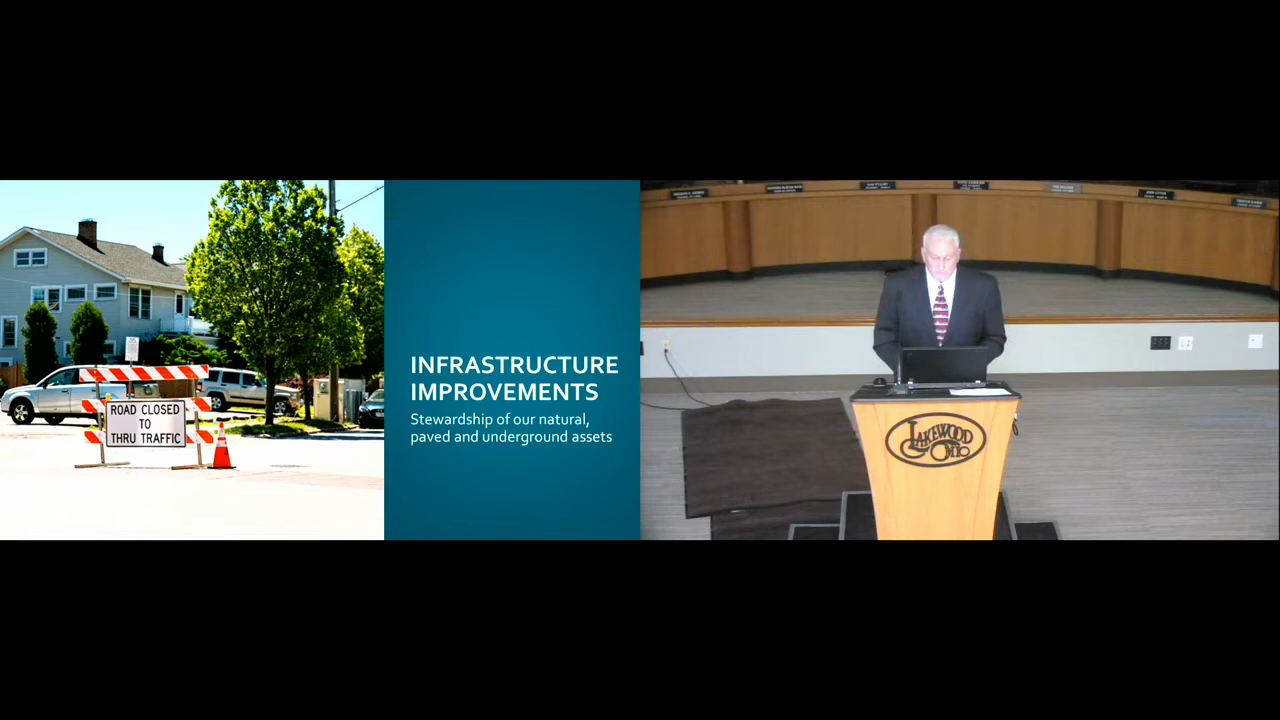 ROAD CLOSED
TO
THRU TRAFFIC
INFRASTRUCTURE
IMPROVEMENTS
Stewardship of our natural,
paved and underground assets
LAKEWOOD
OHIO